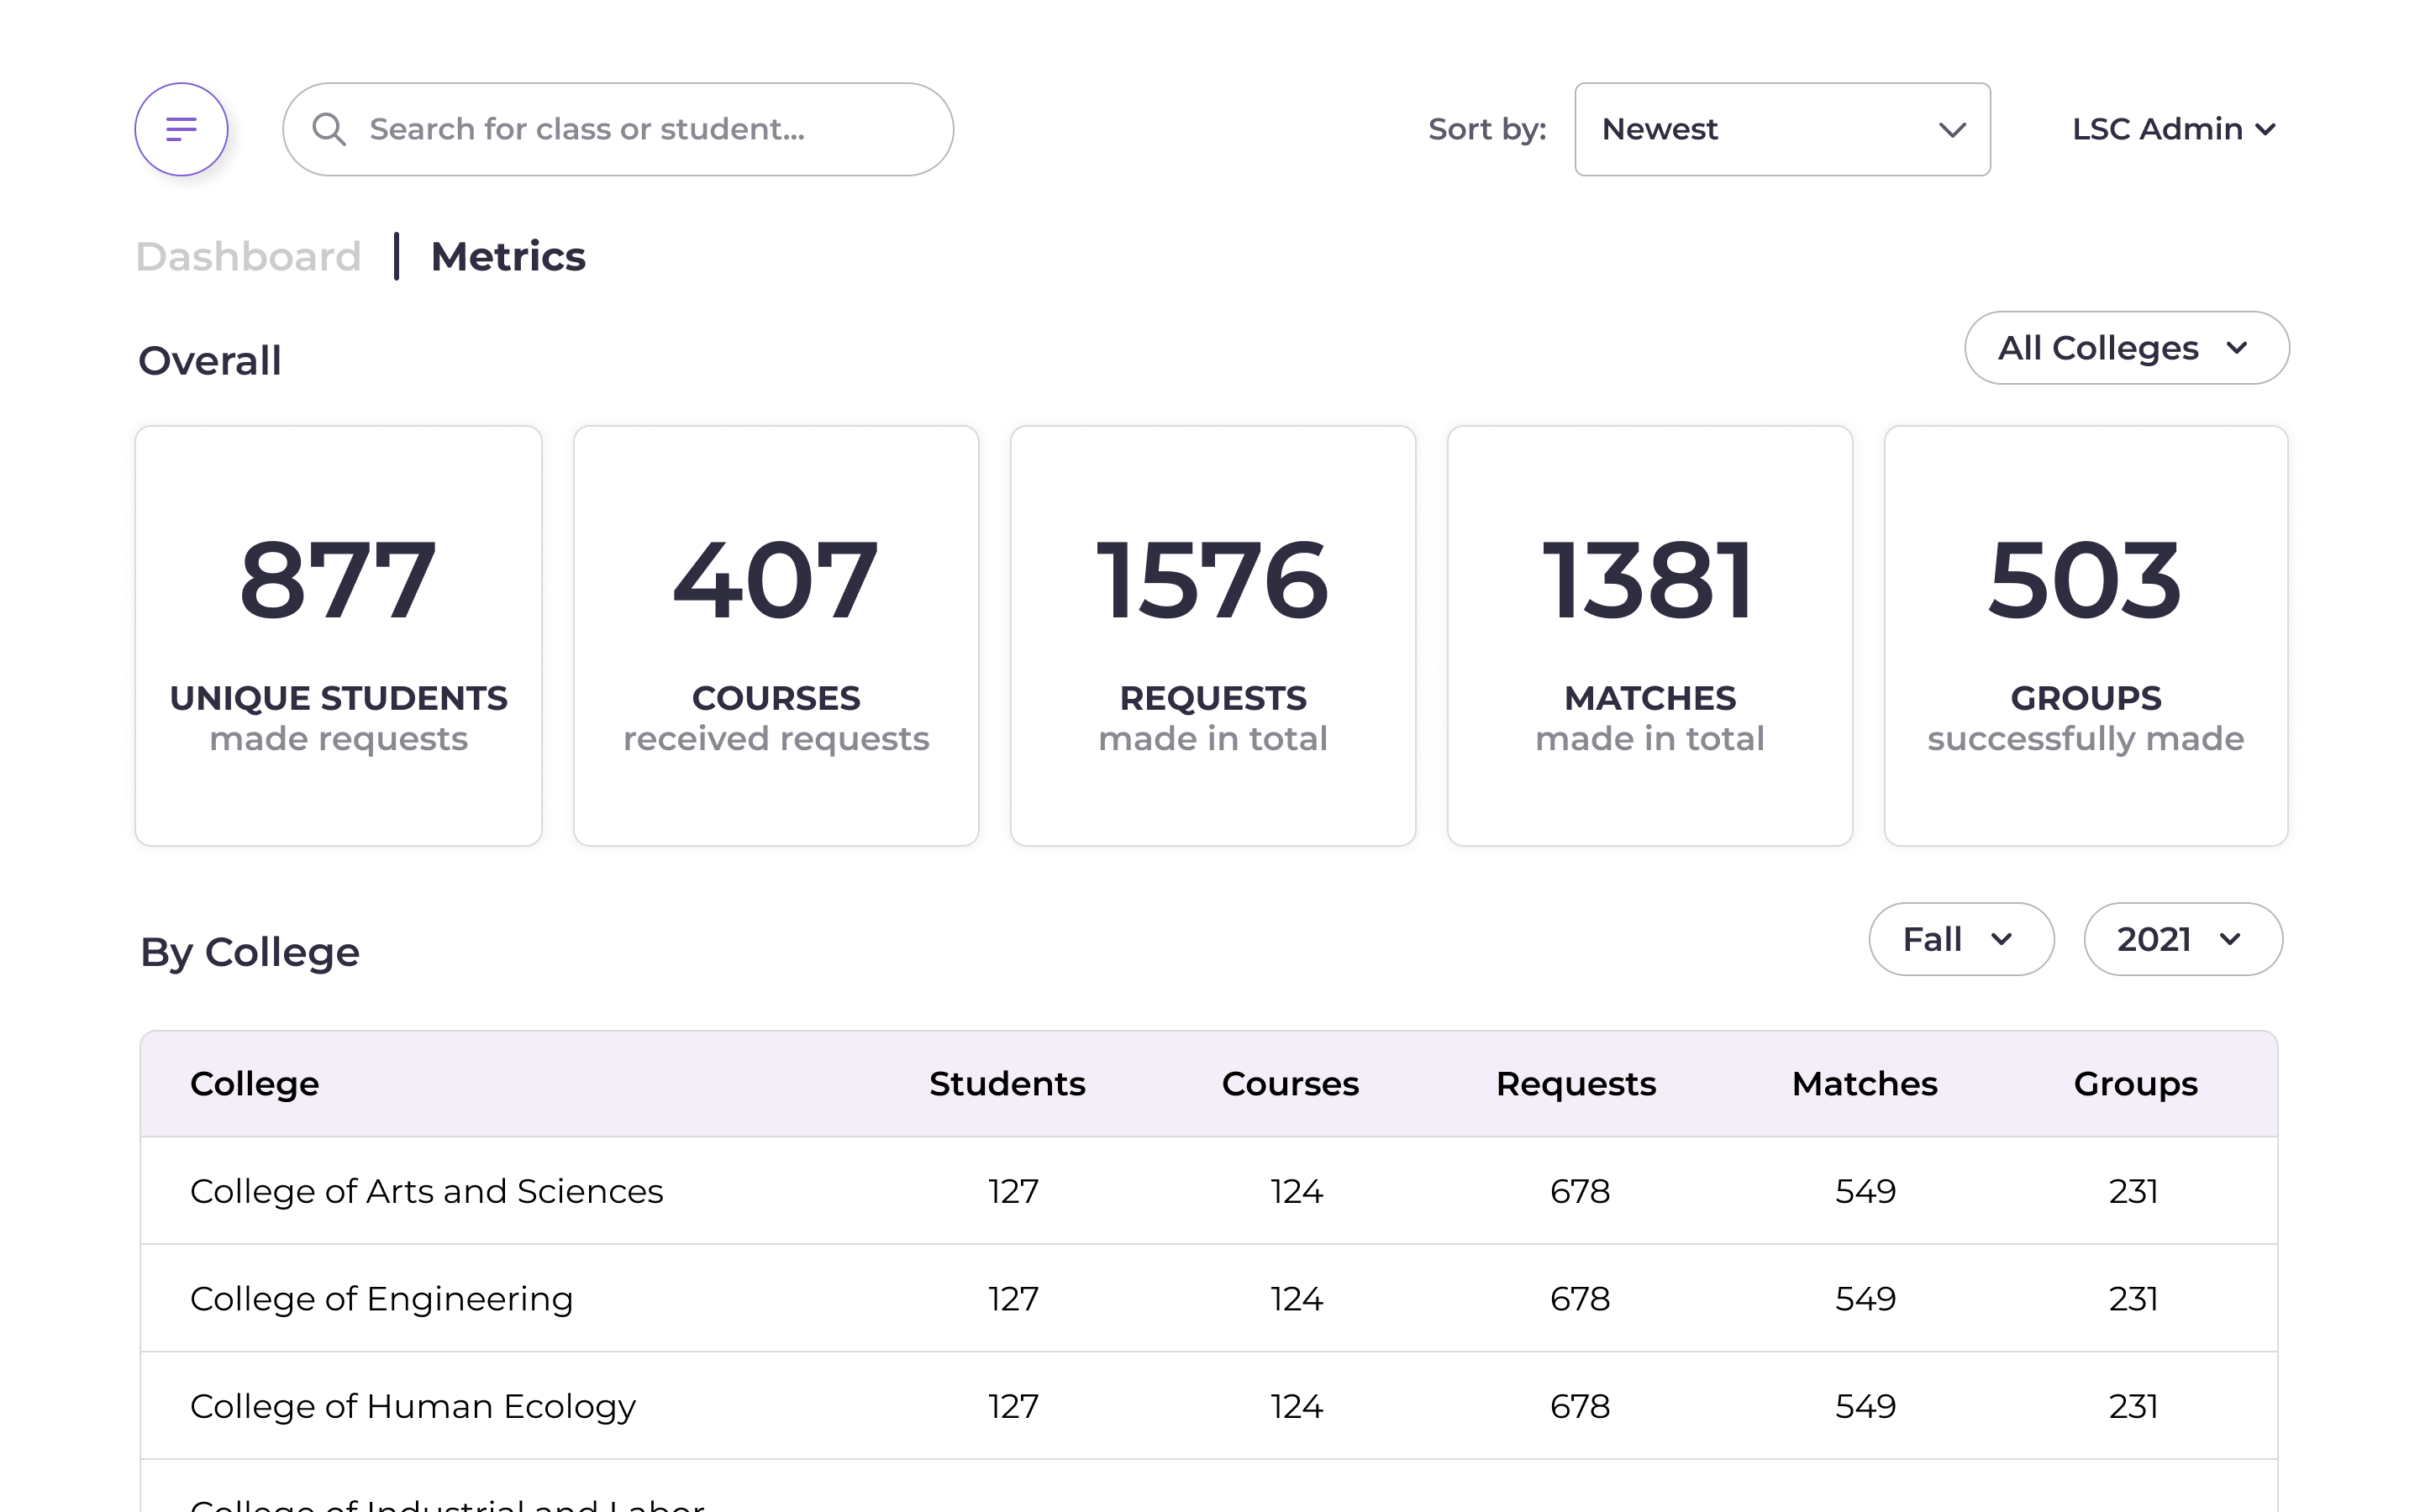 Search for class or student...
Sort by:
Newest
LSC Admin
Dashboard
Metrics
Overall
All Colleges
877
UNIQUE STUDENTS
made requests
407
COURSES
received requests
1576
REQUESTS
made in total
1381
MATCHES
made in total
503
GROUPS
successfully made
By College
Fall
2021
College Students Courses Requests Matches Groups
College of Arts and Sciences 127 124 678 549 231
College of Engineering 127 124 678 549 231
College of Human Ecology 127 124 678 549 231
College of Industrial and Labor